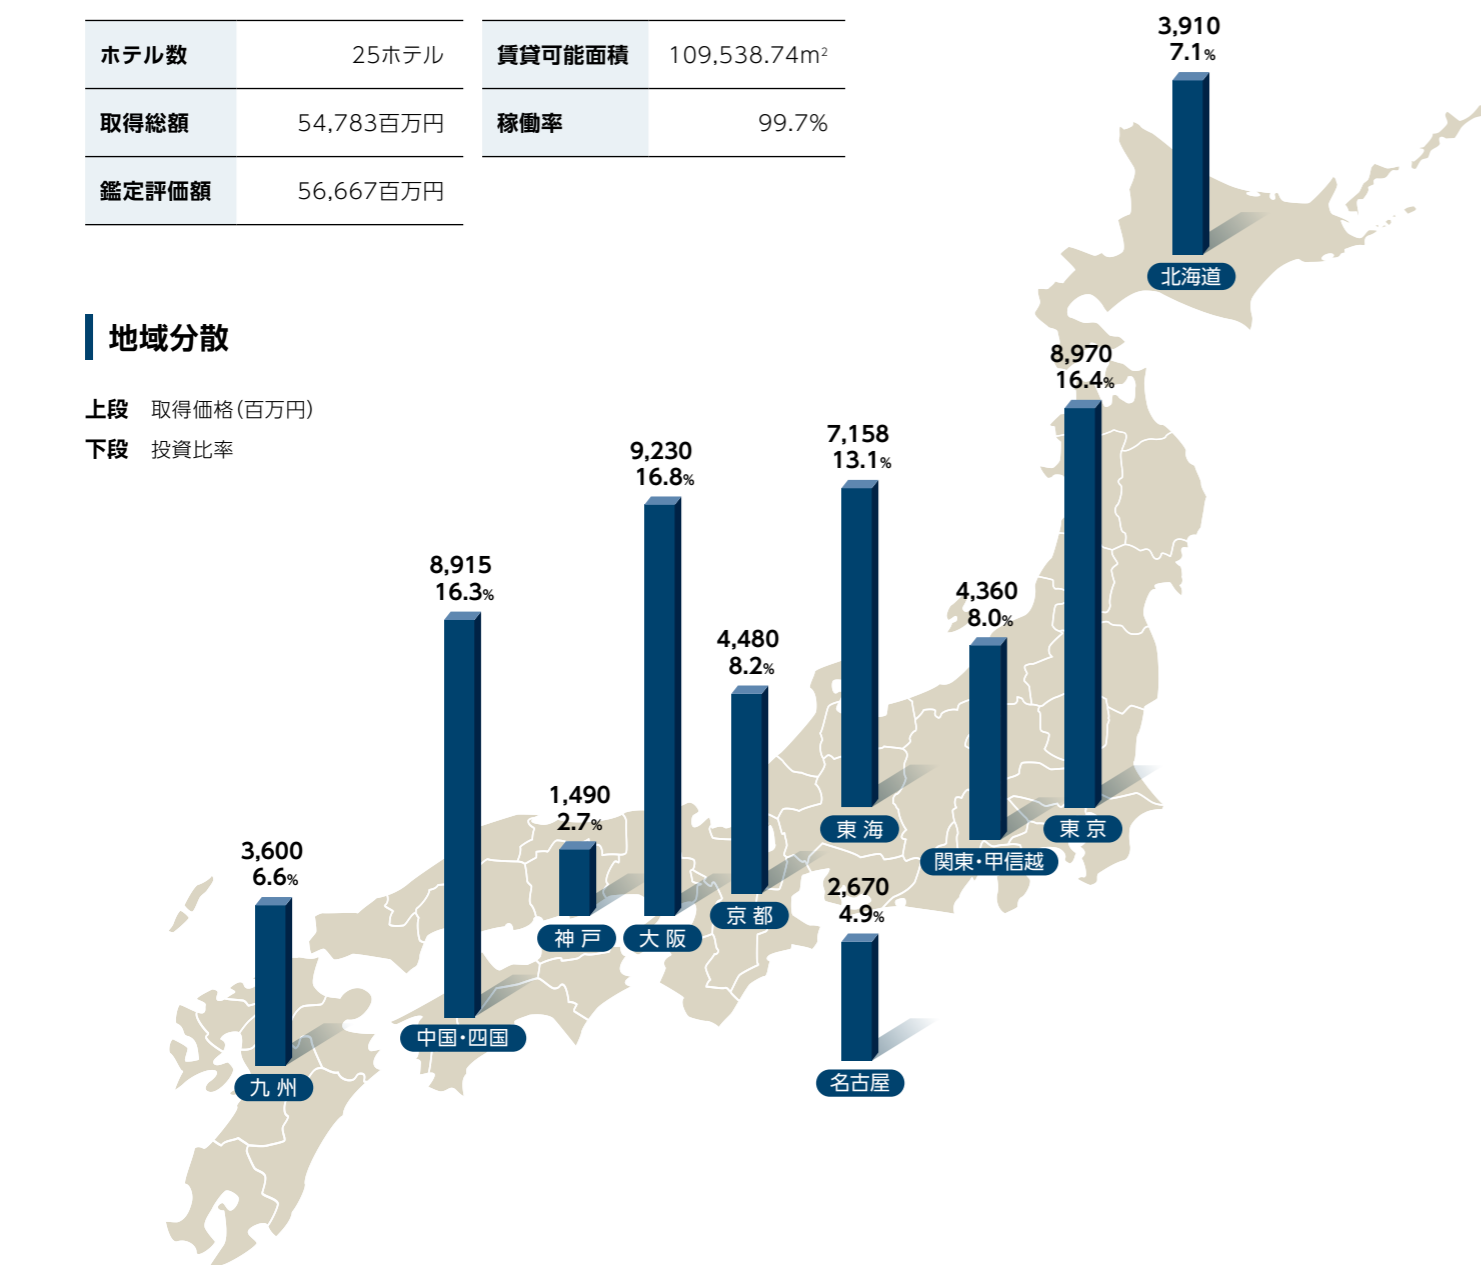 ホテル数 25ホテル
取得総額 54,783百万円
鑑定評価額 56,667百万円
賃貸可能面積 109,538.74m²
稼働率 99.7%
地域分散
上段 取得価格(百万円)
下段 投資比率
3,910
7.1%
北海道
8,970
16.4%
東京
4,360
8.0%
関東・甲信越
7,158
13.1%
東海
2,670
4.9%
名古屋
4,480
8.2%
京都
9,230
16.8%
大阪
1,490
2.7%
神戸
8,915
16.3%
中国・四国
3,600
6.6%
九州